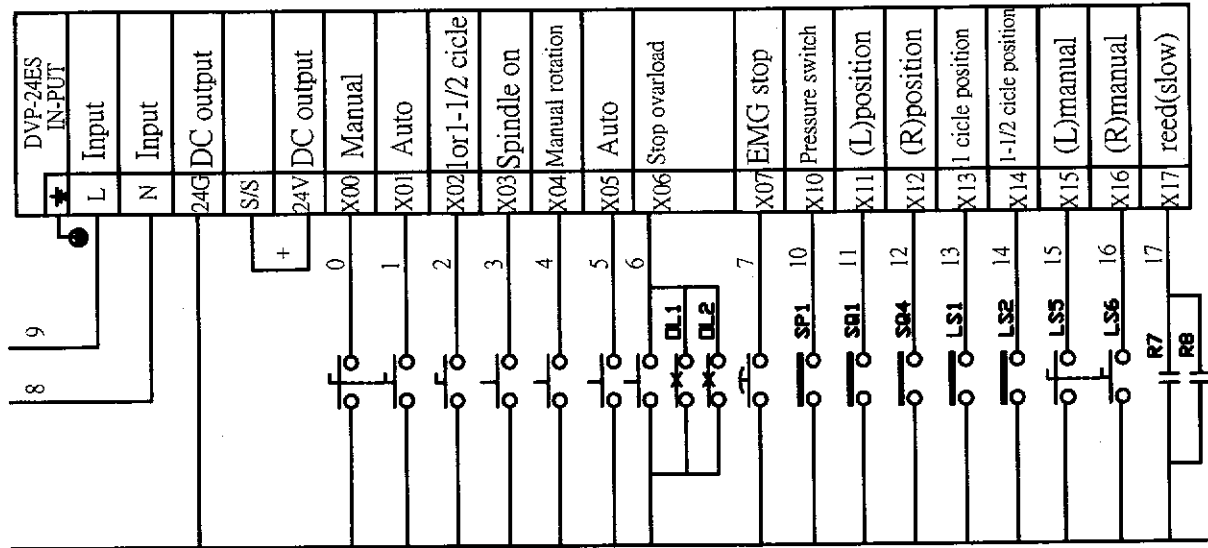 DVP-24ES
IN-PUT
L Input
N Input
24G DC output
S/S
24V DC output
X00 Manual
X01 Auto
X02 1or1-1/2 cicle
X03 Spindle on
X04 Manual rotation
X05 Auto
X06 Stop ovarload
X07 EMG stop
X10 Pressure switch
X11 (L)position
X12 (R)position
X13 1 cicle position
X14 1-1/2 cicle position
X15 (L)manual
X16 (R)manual
X17 reed(slow)
9
8
+
0
1
2
3
4
5
6
OL1
OL2
7
10
SP1
11
SQ1
12
SQ4
13
LS1
14
LS2
15
LS5
16
LS6
17
R7
R8